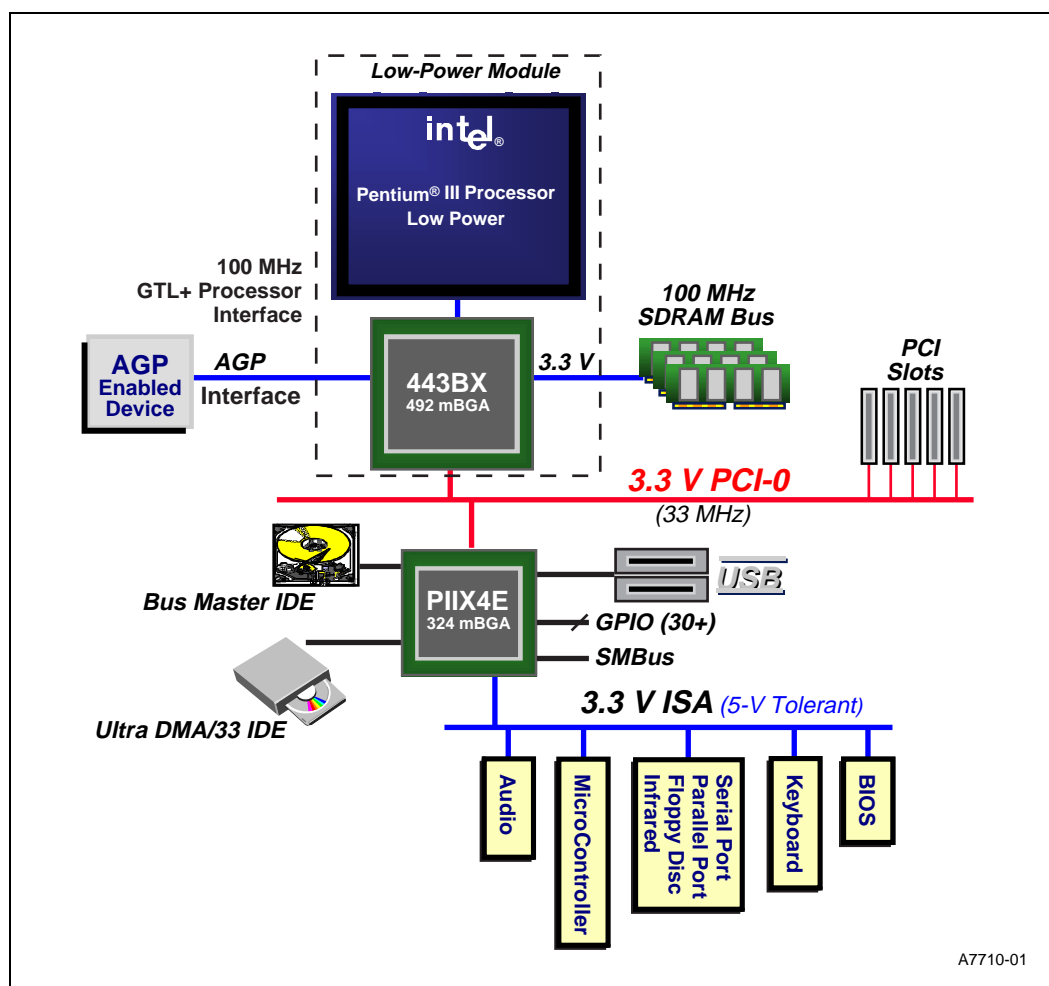 Low-Power Module
intel®
Pentium® III Processor
Low Power
100 MHz
GTL+ Processor
Interface
100 MHz
SDRAM Bus
PCI
Slots
AGP
Enabled
Device
AGP
Interface
443BX
492 mBGA
3.3 V
3.3 V PCI-0
(33 MHz)
Bus Master IDE
PIIX4E
324 mBGA
USB
GPIO (30+)
SMBus
Ultra DMA/33 IDE
3.3 V ISA (5-V Tolerant)
Audio
MicroController
Serial Port
Parallel Port
Floppy Disc
Infrared
Keyboard
BIOS
A7710-01